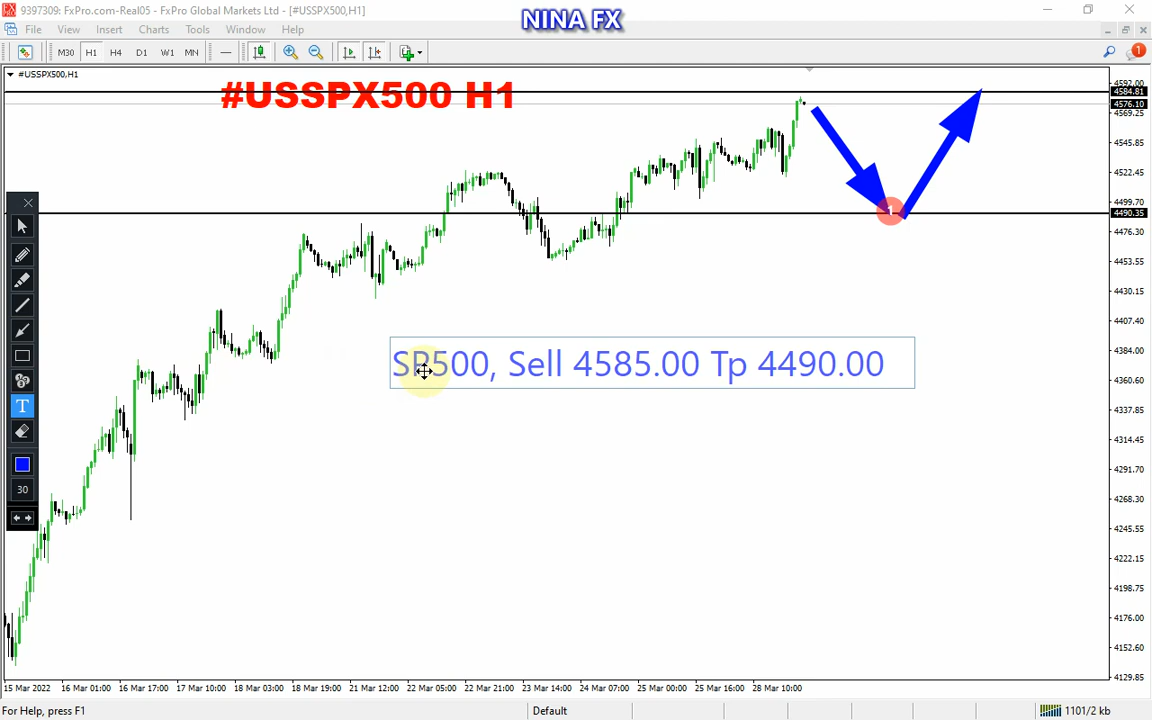 9397309: FxPro.com-Real05 - FxPro Global Markets Ltd - [#USSPX500,H1]
NINA FX
File View Insert Charts Tools Window Help
M30 H1 H4 D1 W1 MN
1
#USSPX500,H1
#USSPX500 H1
4592.00
4584.81
4576.10
4569.25
4545.85
4522.45
4499.70
4490.35
4476.30
4453.55
4430.15
4407.40
4384.00
4360.60
4337.85
4314.45
4291.70
4268.30
4245.55
4222.15
4198.75
4176.00
4152.60
4129.85
1
SP500, Sell 4585.00 Tp 4490.00
T
30
15 Mar 2022 16 Mar 01:00 16 Mar 17:00 17 Mar 10:00 18 Mar 03:00 18 Mar 19:00 21 Mar 12:00 22 Mar 05:00 22 Mar 21:00 23 Mar 14:00 24 Mar 07:00 25 Mar 00:00 25 Mar 16:00 28 Mar 10:00
For Help, press F1
Default
1101/2 kb